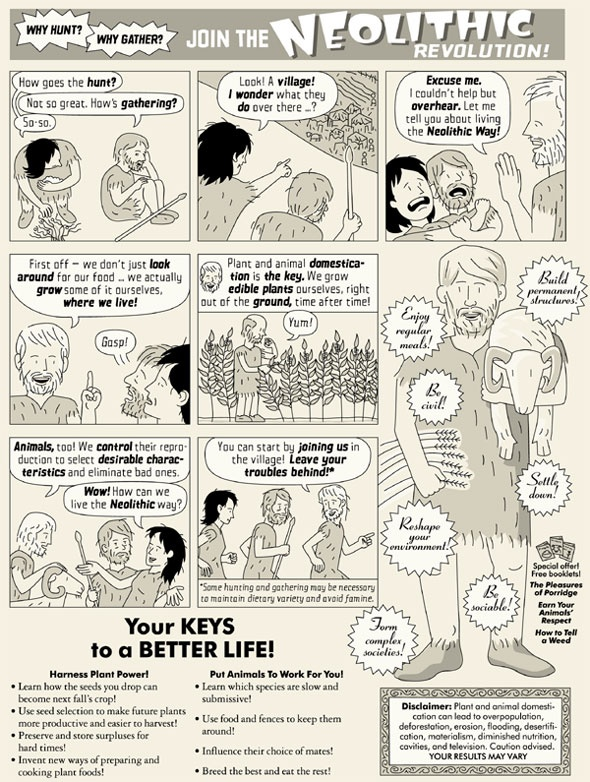 WHY HUNT?
WHY GATHER?
JOIN THE NEOLITHIC
REVOLUTION!
How goes the hunt?
Not so great. How's gathering?
So-so.
Look! A village!
I wonder what they
do over there ...?
Excuse me.
I couldn't help but
overhear. Let me
tell you about living
the Neolithic Way!
First off – we don't just look
around for our food ... we actually
grow some of it ourselves,
where we live!
Gasp!
Plant and animal domestica-
tion is the key. We grow
edible plants ourselves, right
out of the ground, time after time!
Yum!
Animals, too! We control their repro-
duction to select desirable charac-
teristics and eliminate bad ones.
Wow! How can we
live the Neolithic way?
You can start by joining us in
the village! Leave your
troubles behind!*
*Some hunting and gathering may be necessary
to maintain dietary variety and avoid famine.
Build
permanent
structures!
Enjoy
regular
meals!
Be
civil!
Settle
down!
Reshape
your
environment!
Be
sociable!
Form
complex
societies!
Special offer!
Free booklets!
The Pleasures
of Porridge
Earn Your
Animals'
Respect
How to Tell
a Weed
Your KEYS
to a BETTER LIFE!
Harness Plant Power!
• Learn how the seeds you drop can
become next fall's crop!
• Use seed selection to make future plants
more productive and easier to harvest!
• Preserve and store surpluses for
hard times!
• Invent new ways of preparing and
cooking plant foods!
Put Animals To Work For You!
• Learn which species are slow and
submissive!
• Use food and fences to keep them
around!
• Influence their choice of mates!
• Breed the best and eat the rest!
Disclaimer: Plant and animal domesti-
cation can lead to overpopulation,
deforestation, erosion, flooding, desertifi-
cation, materialism, diminished nutrition,
cavities, and television. Caution advised.
YOUR RESULTS MAY VARY